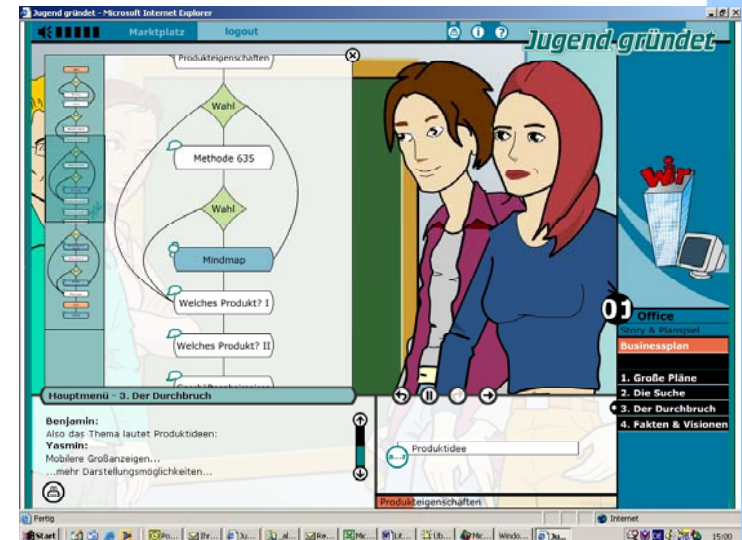 Jugend gründet - Microsoft Internet Explorer
Marktplatz
logout
Jugend gründet
Produkteigenschaften
Wahl
Methode 635
Wahl
Mindmap
Welches Produkt? I
Welches Produkt? II
wir
01
Office
Story & Planspiel
Businessplan
1. Große Pläne
2. Die Suche
3. Der Durchbruch
4. Fakten & Visionen
Hauptmenü - 3. Der Durchbruch
Benjamin:
Also das Thema lautet Produktideen:
Yasmin:
Mobilere Großanzeigen...
...mehr Darstellungsmöglichkeiten...
a...z
Produktidee
Produkteigenschaften
Fertig
Internet
Start
Windo...
15:00